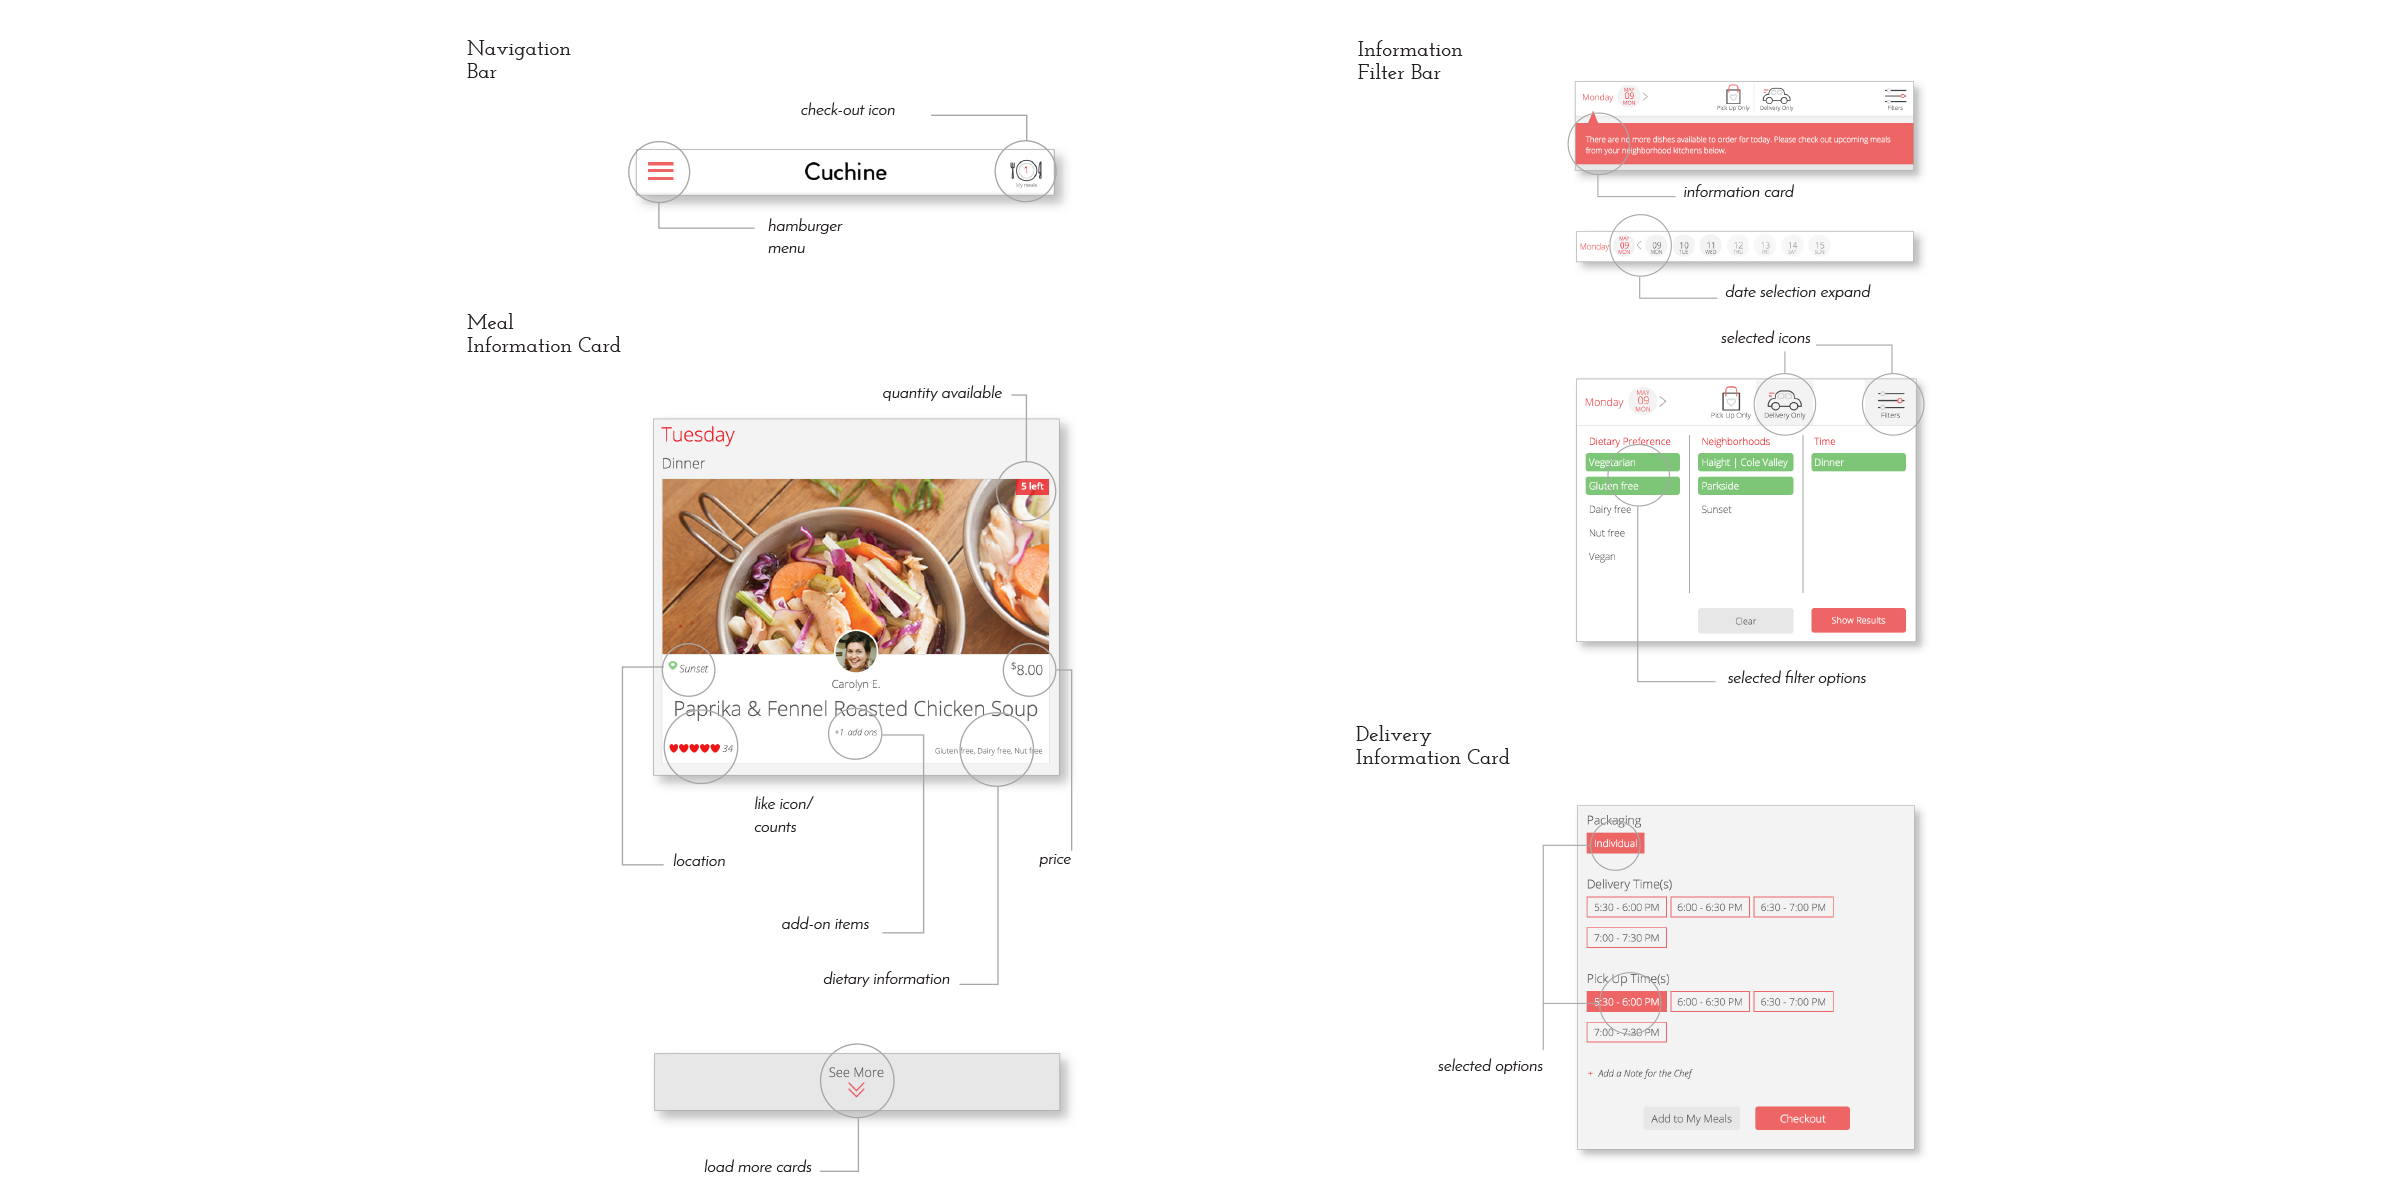 Navigation
Bar
check-out icon
Cuchine
1
My meals
hamburger
menu
Meal
Information Card
quantity available
Tuesday
Dinner
5 left
Sunset
$8.00
Carolyn E.
Paprika & Fennel Roasted Chicken Soup
+1 add ons
34
Gluten free, Dairy free, Nut free
like icon/
counts
location
price
add-on items
dietary information
See More
load more cards
Information
Filter Bar
Monday
MAY
09
MON
>
Pick Up Only
Delivery Only
Filters
There are no more dishes available to order for today. Please check out upcoming meals
from your neighborhood kitchens below.
information card
Monday
MAY
09
MON
<
09
MON
10
TUE
11
WED
12
THU
13
FRI
14
SAT
15
SUN
date selection expand
selected icons
Monday
MAY
09
MON
>
Pick Up Only
Delivery Only
Filters
Dietary Preference
Vegetarian
Gluten free
Dairy free
Nut free
Vegan
Neighborhoods
Haight | Cole Valley
Parkside
Sunset
Time
Dinner
Clear
Show Results
selected filter options
Delivery
Information Card
Packaging
Individual
Delivery Time(s)
5:30 - 6:00 PM
6:00 - 6:30 PM
6:30 - 7:00 PM
7:00 - 7:30 PM
Pick Up Time(s)
5:30 - 6:00 PM
6:00 - 6:30 PM
6:30 - 7:00 PM
7:00 - 7:30 PM
+ Add a Note for the Chef
Add to My Meals
Checkout
selected options